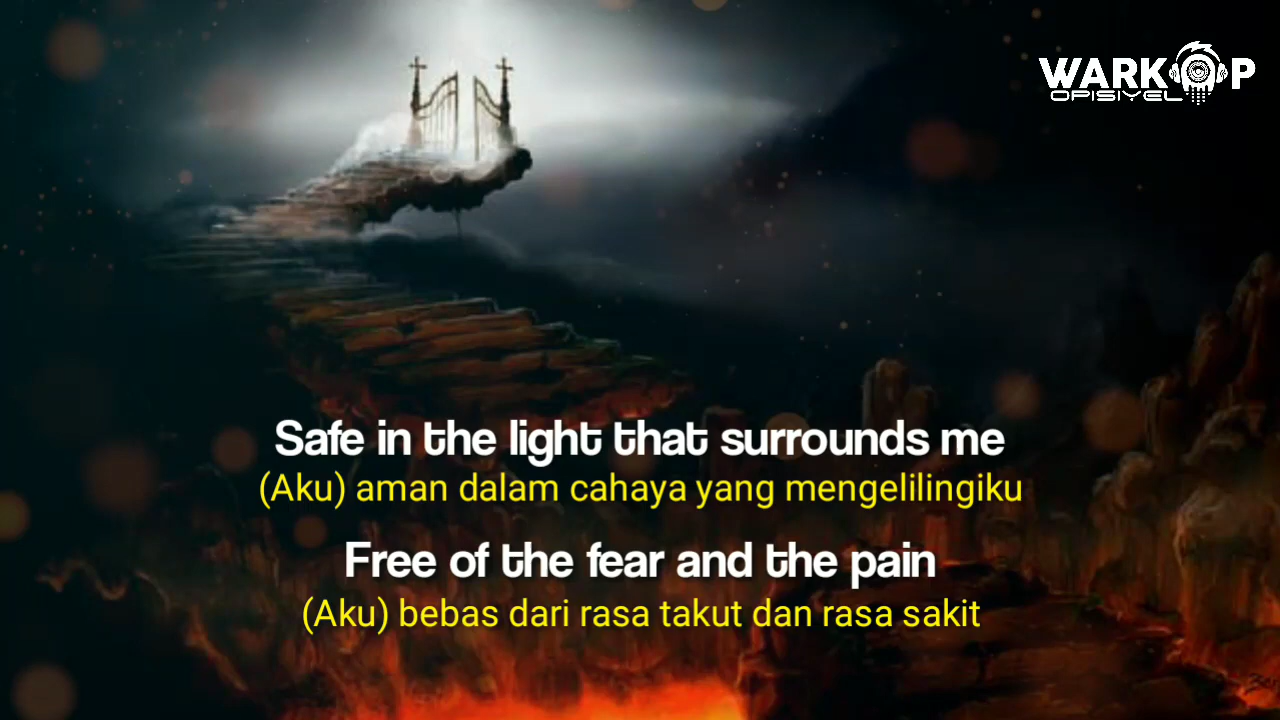 WARKOP
OPISIYEL
Safe in the light that surrounds me
(Aku) aman dalam cahaya yang mengelilingiku
Free of the fear and the pain
(Aku) bebas dari rasa takut dan rasa sakit